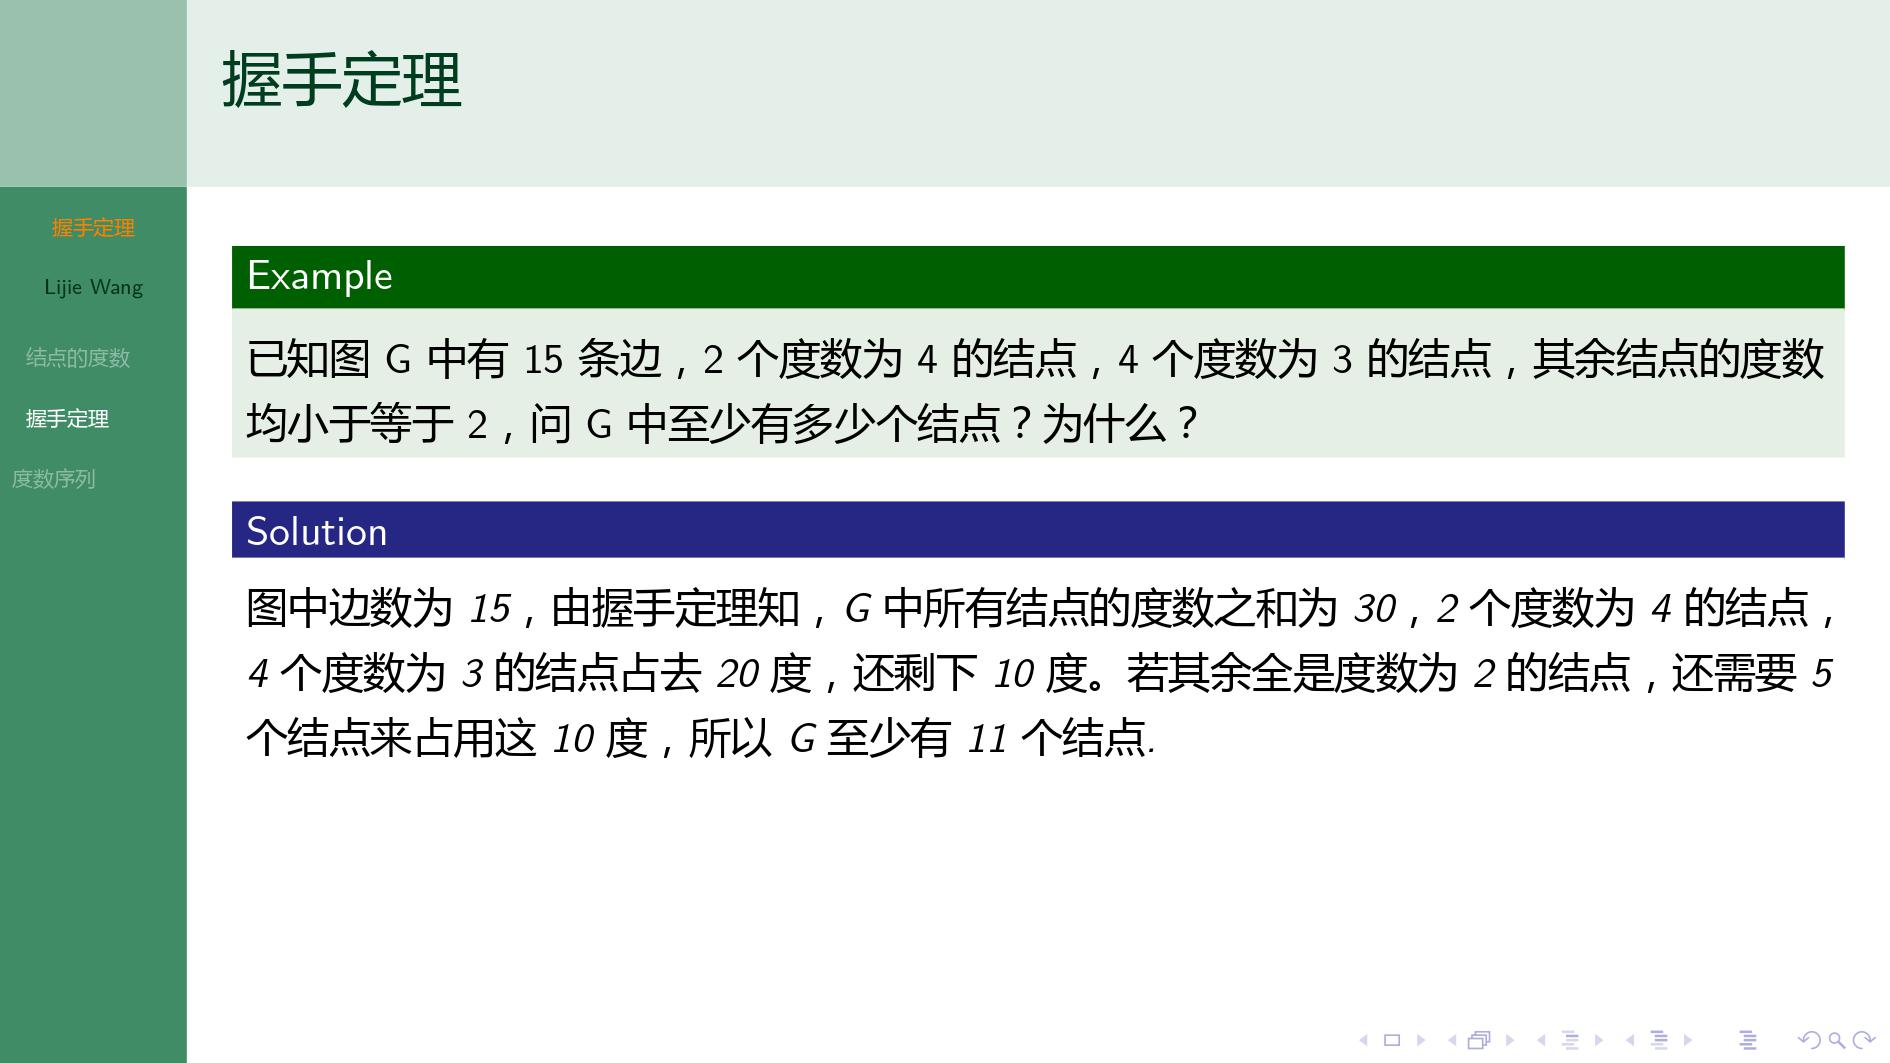 握手定理
握手定理
Lijie Wang
结点的度数
握手定理
度数序列
Example
已知图 G 中有 15 条边，2 个度数为 4 的结点，4 个度数为 3 的结点，其余结点的度数
均小于等于 2，问 G 中至少有多少个结点？为什么？
Solution
图中边数为 15，由握手定理知，G 中所有结点的度数之和为 30，2 个度数为 4 的结点，
4 个度数为 3 的结点占去 20 度，还剩下 10 度。若其余全是度数为 2 的结点，还需要 5
个结点来占用这 10 度，所以 G 至少有 11 个结点.